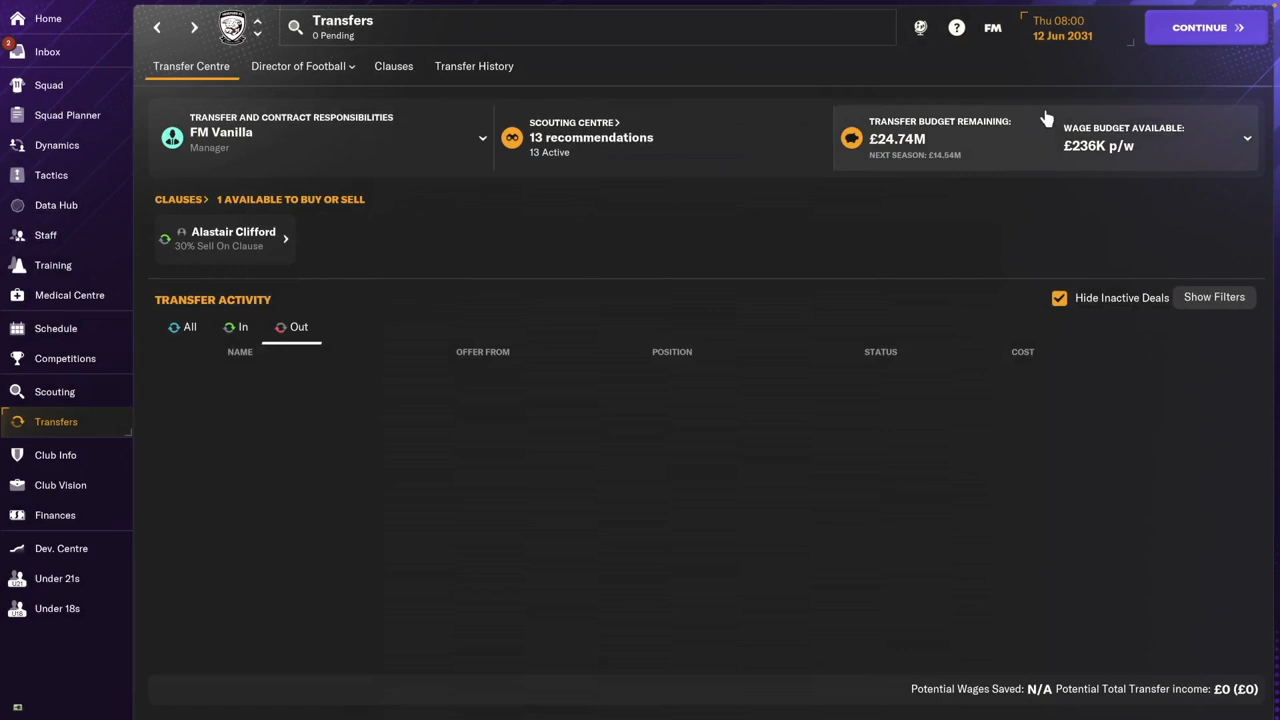 Home
2
Inbox
Squad
Squad Planner
Dynamics
Tactics
Data Hub
Staff
Training
Medical Centre
Schedule
Competitions
Scouting
Transfers
Club Info
Club Vision
Finances
Dev. Centre
U21
Under 21s
U18
Under 18s
Transfers
0 Pending
?
FM
Thu 08:00
12 Jun 2031
CONTINUE
Transfer Centre
Director of Football
Clauses
Transfer History
TRANSFER AND CONTRACT RESPONSIBILITIES
FM Vanilla
Manager
SCOUTING CENTRE
13 recommendations
13 Active
TRANSFER BUDGET REMAINING:
£24.74M
NEXT SEASON: £14.54M
WAGE BUDGET AVAILABLE:
£236K p/w
CLAUSES 1 AVAILABLE TO BUY OR SELL
Alastair Clifford
30% Sell On Clause
TRANSFER ACTIVITY
Hide Inactive Deals
Show Filters
All
In
Out
NAME
OFFER FROM
POSITION
STATUS
COST
Potential Wages Saved: N/A Potential Total Transfer income: £0 (£0)